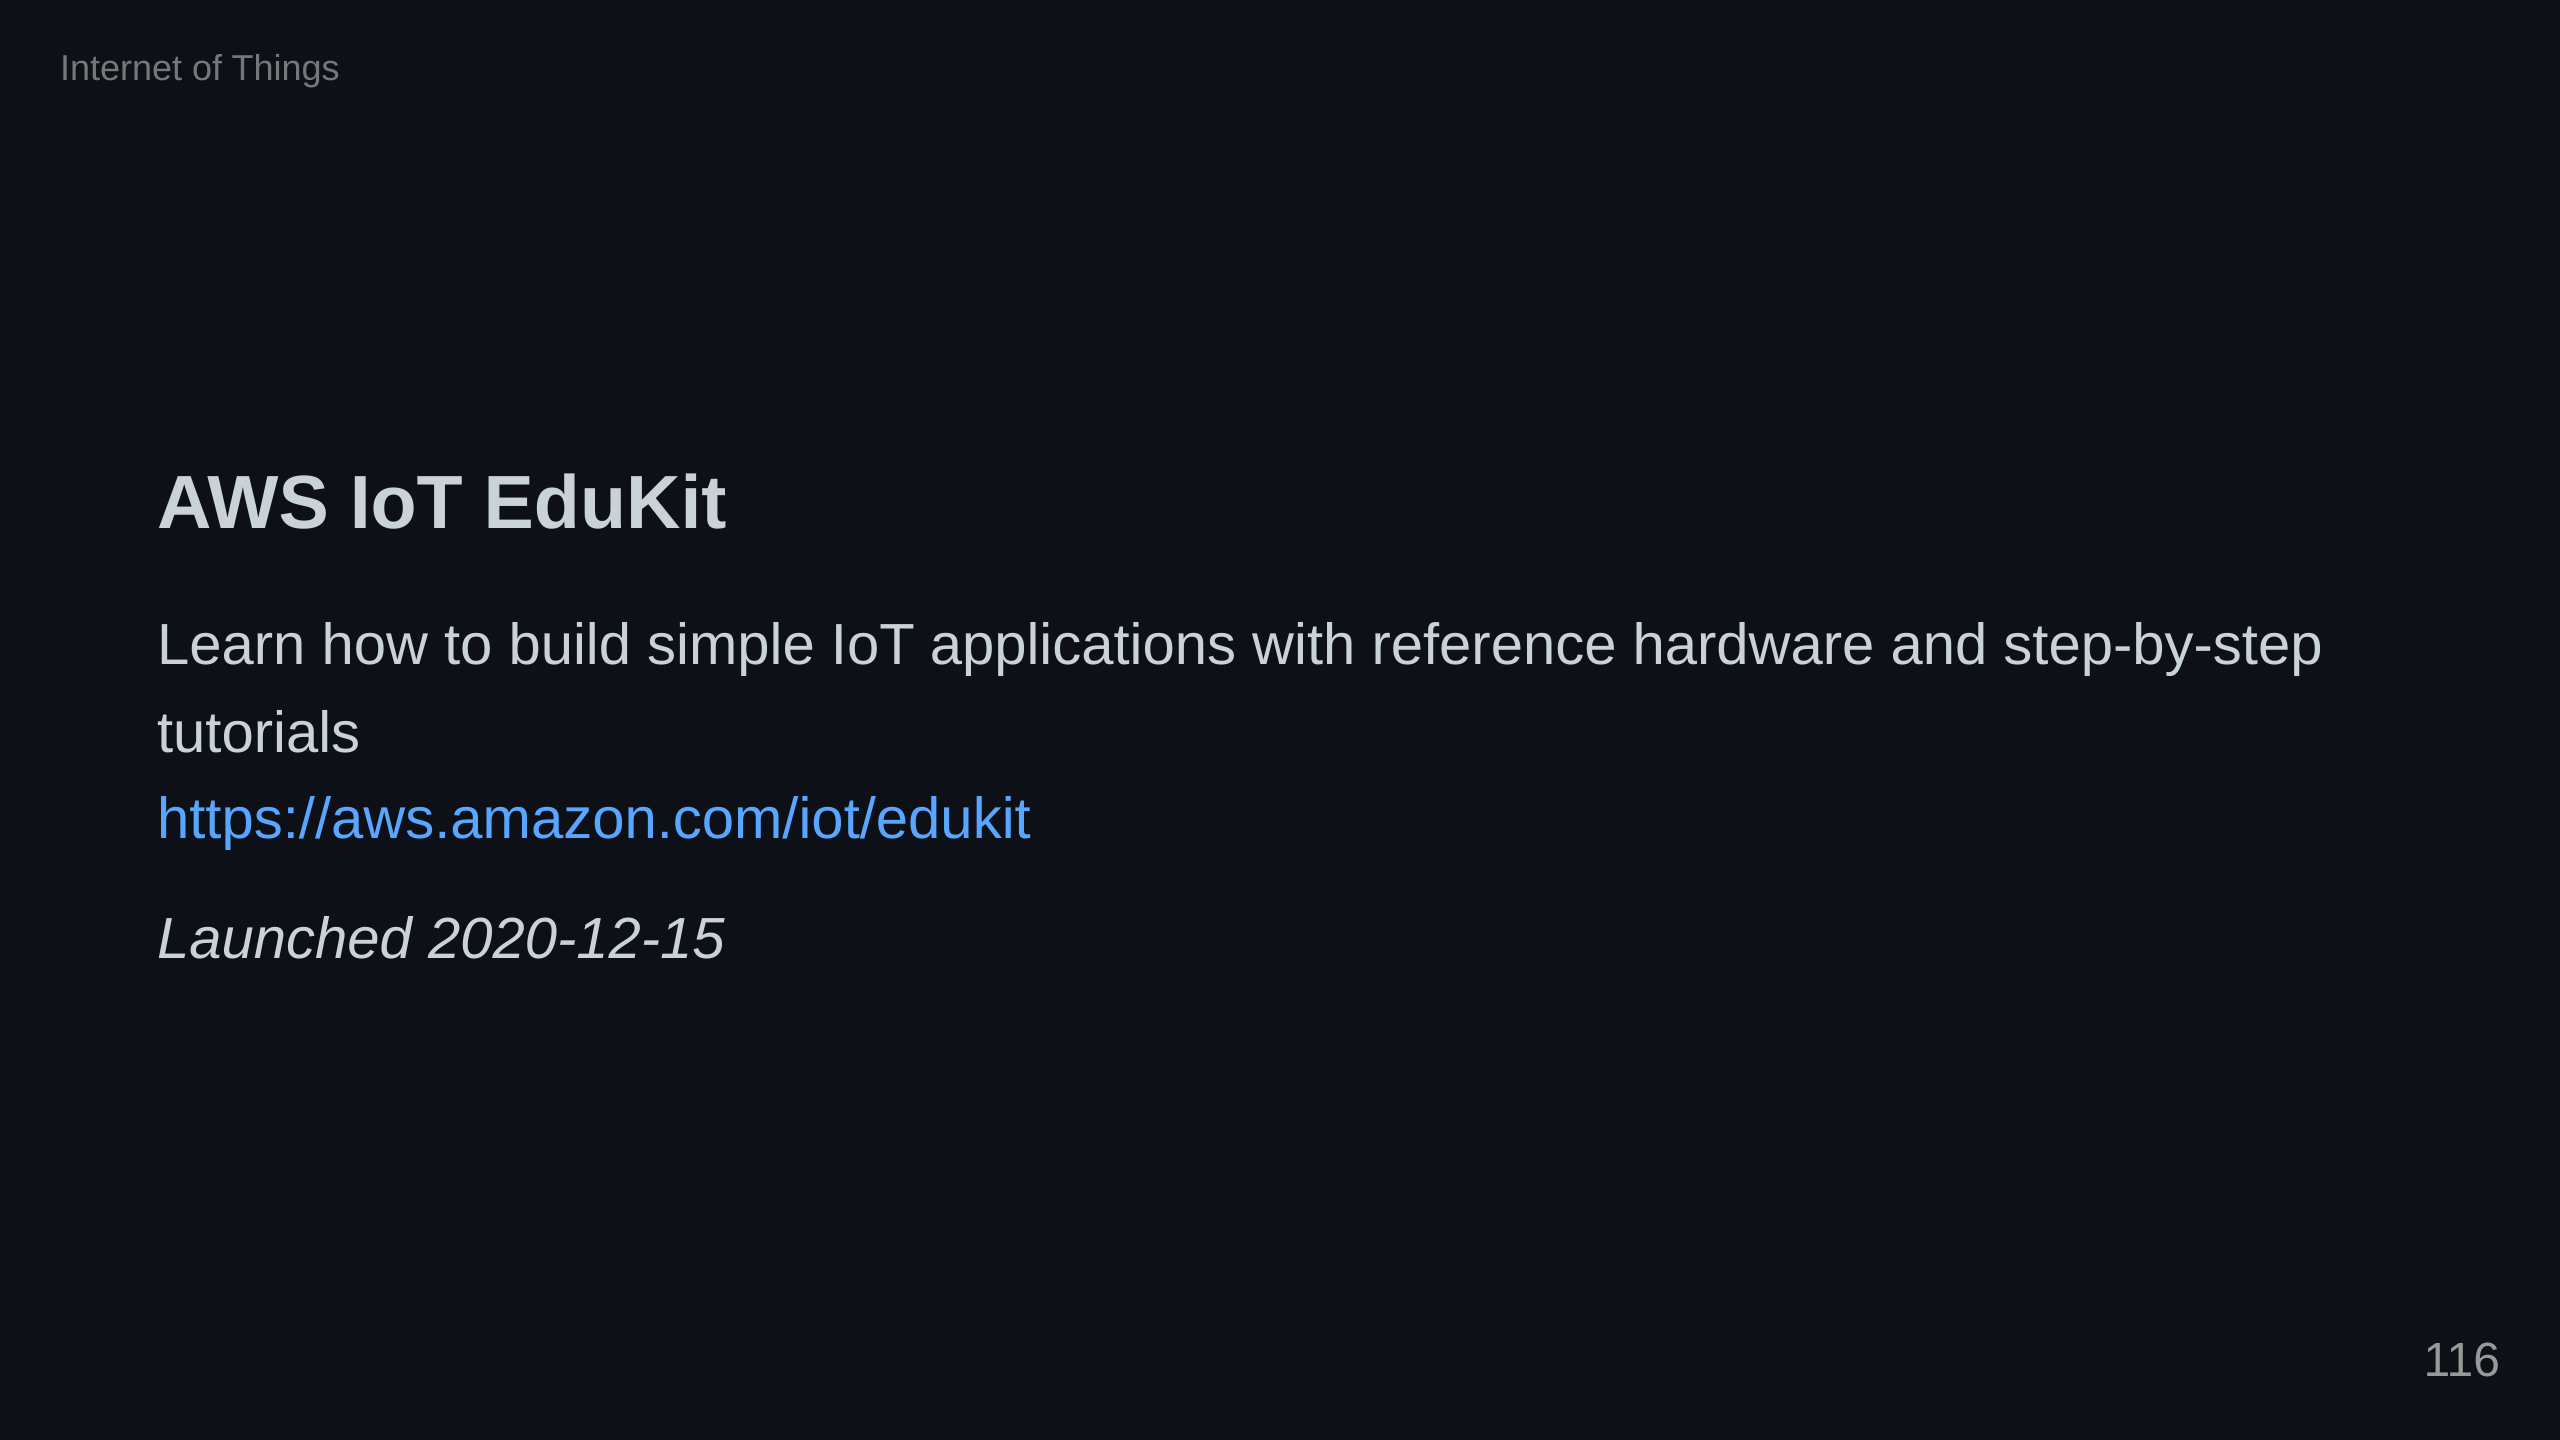 Internet of Things
AWS IoT EduKit
Learn how to build simple IoT applications with reference hardware and step-by-step
tutorials
https://aws.amazon.com/iot/edukit
Launched 2020-12-15
116